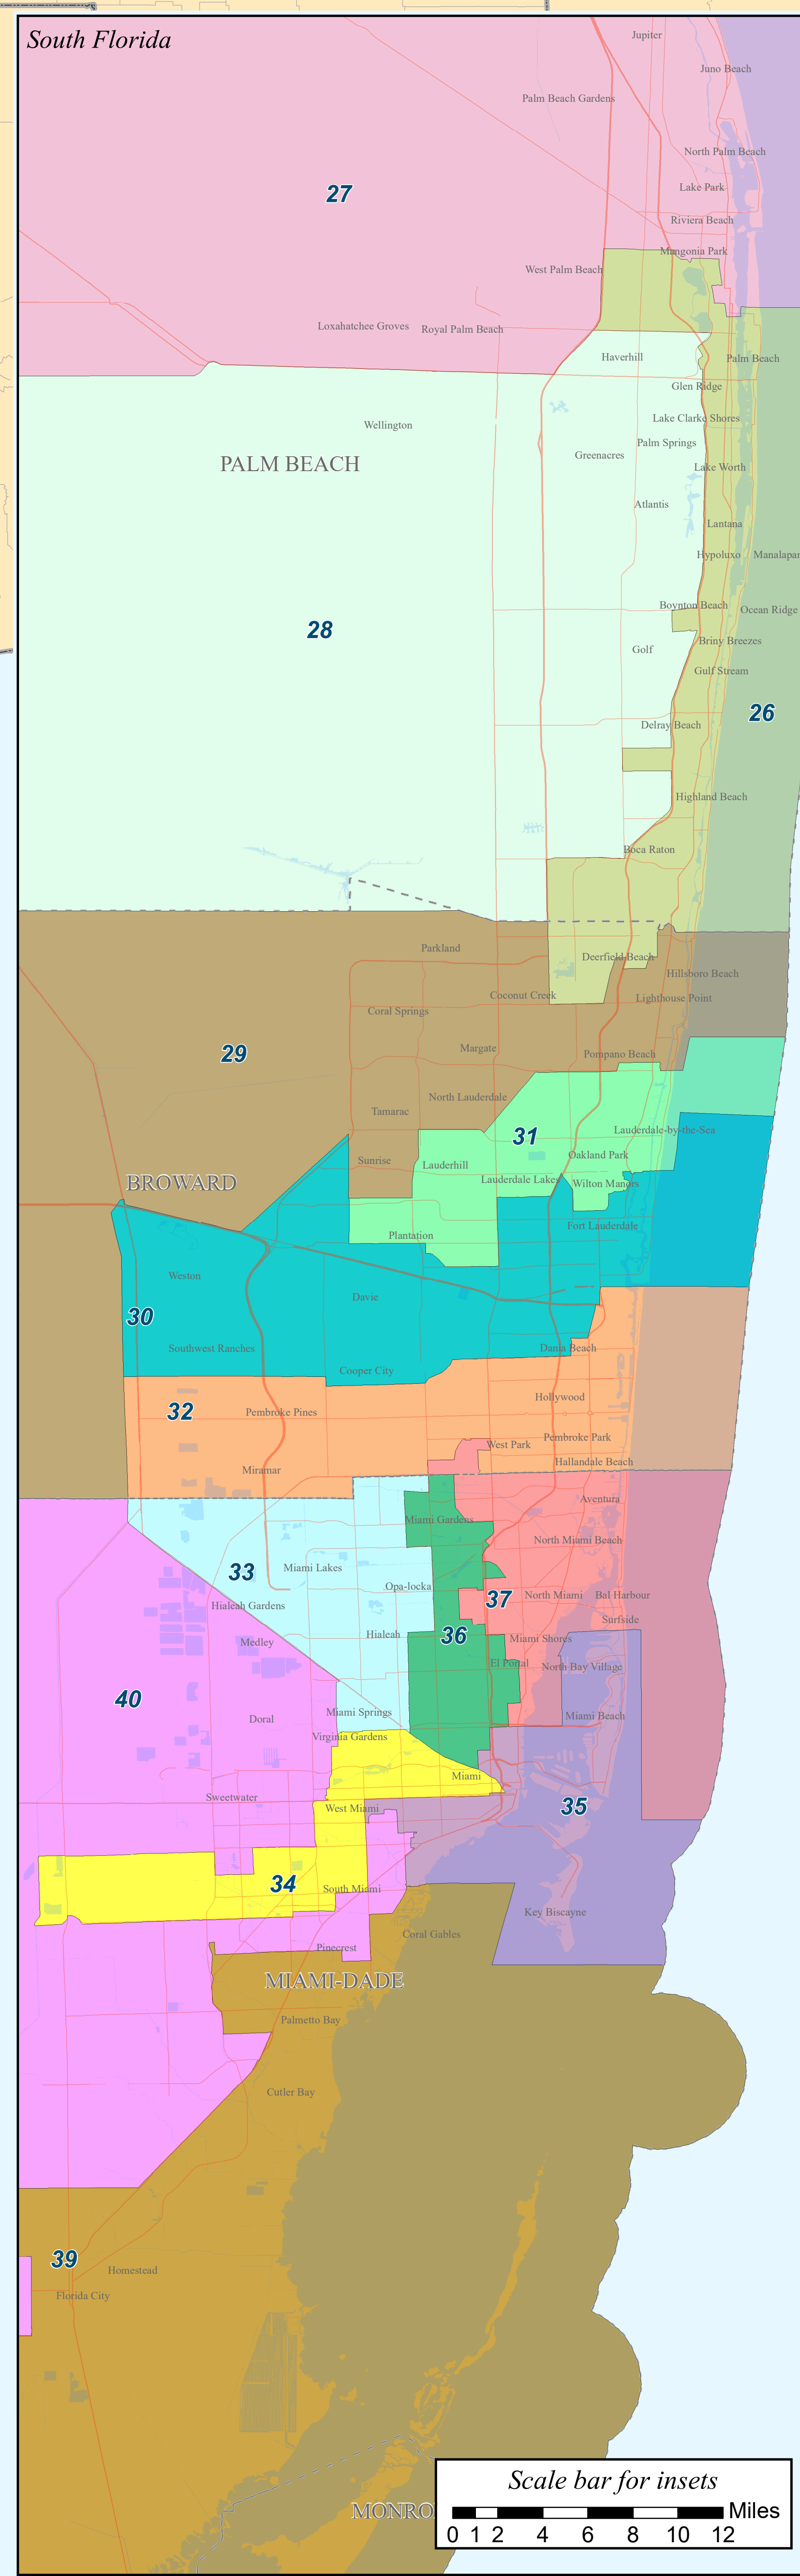 South Florida
Jupiter
Juno Beach
Palm Beach Gardens
North Palm Beach
27
Lake Park
Riviera Beach
Mangonia Park
West Palm Beach
Loxahatchee Groves
Royal Palm Beach
Haverhill
Palm Beach
Glen Ridge
Wellington
Lake Clarke Shores
Palm Springs
PALM BEACH
Greenacres
Lake Worth
Atlantis
Lantana
Hypoluxo
Manalapan
Boynton Beach
Ocean Ridge
28
Briny Breezes
Golf
Gulf Stream
26
Delray Beach
Highland Beach
Boca Raton
Parkland
Deerfield Beach
Hillsboro Beach
Coconut Creek
Lighthouse Point
Coral Springs
29
Margate
Pompano Beach
North Lauderdale
Tamarac
31
Lauderdale-by-the-Sea
Oakland Park
Sunrise
Lauderhill
BROWARD
Lauderdale Lakes
Wilton Manors
Fort Lauderdale
Plantation
Weston
Davie
30
Southwest Ranches
Dania Beach
Cooper City
Hollywood
32
Pembroke Pines
Pembroke Park
West Park
Hallandale Beach
Miramar
Aventura
Miami Gardens
North Miami Beach
33
Miami Lakes
Opa-locka
North Miami
Bal Harbour
37
Hialeah Gardens
Surfside
Hialeah
36
Miami Shores
Medley
El Portal
North Bay Village
40
Miami Springs
Miami Beach
Doral
Virginia Gardens
Miami
Sweetwater
West Miami
35
34
South Miami
Key Biscayne
Coral Gables
Pinecrest
MIAMI-DADE
Palmetto Bay
Cutler Bay
39
Homestead
Florida City
MONRO
Scale bar for insets
Miles
0 1 2 4 6 8 10 12